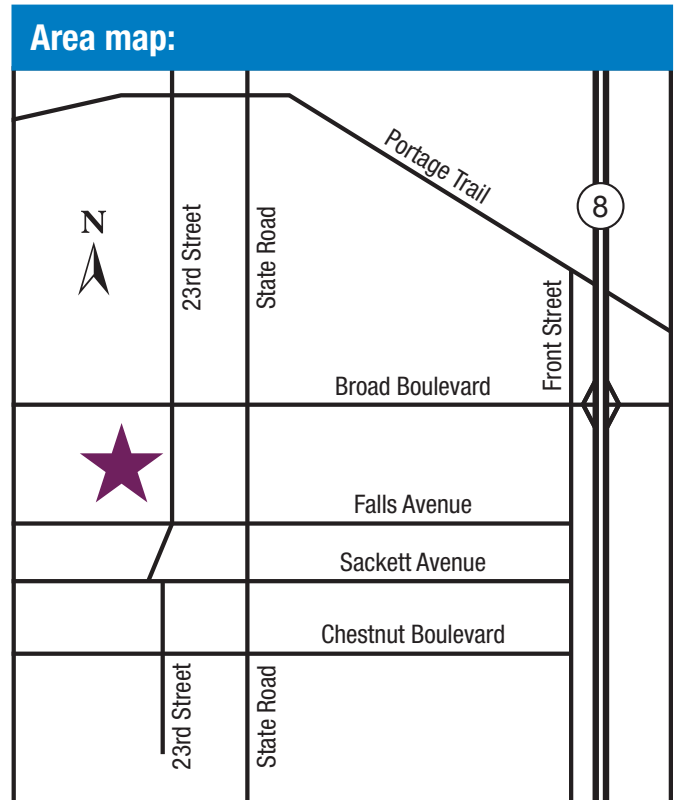 Area map:
Portage Trail
8
N
23rd Street
State Road
Front Street
Broad Boulevard
Falls Avenue
Sackett Avenue
Chestnut Boulevard
23rd Street
State Road